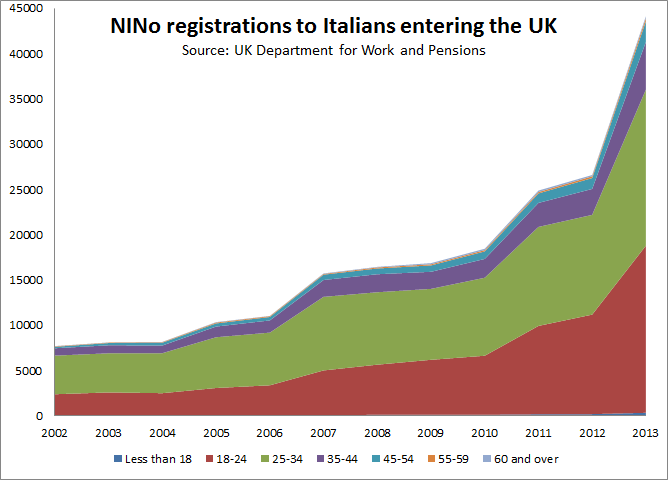 NINo registrations to Italians entering the UK
Source: UK Department for Work and Pensions
45000
40000
35000
30000
25000
20000
15000
10000
5000
0
2002 2003 2004 2005 2006 2007 2008 2009 2010 2011 2012 2013
Less than 18 18-24 25-34 35-44 45-54 55-59 60 and over